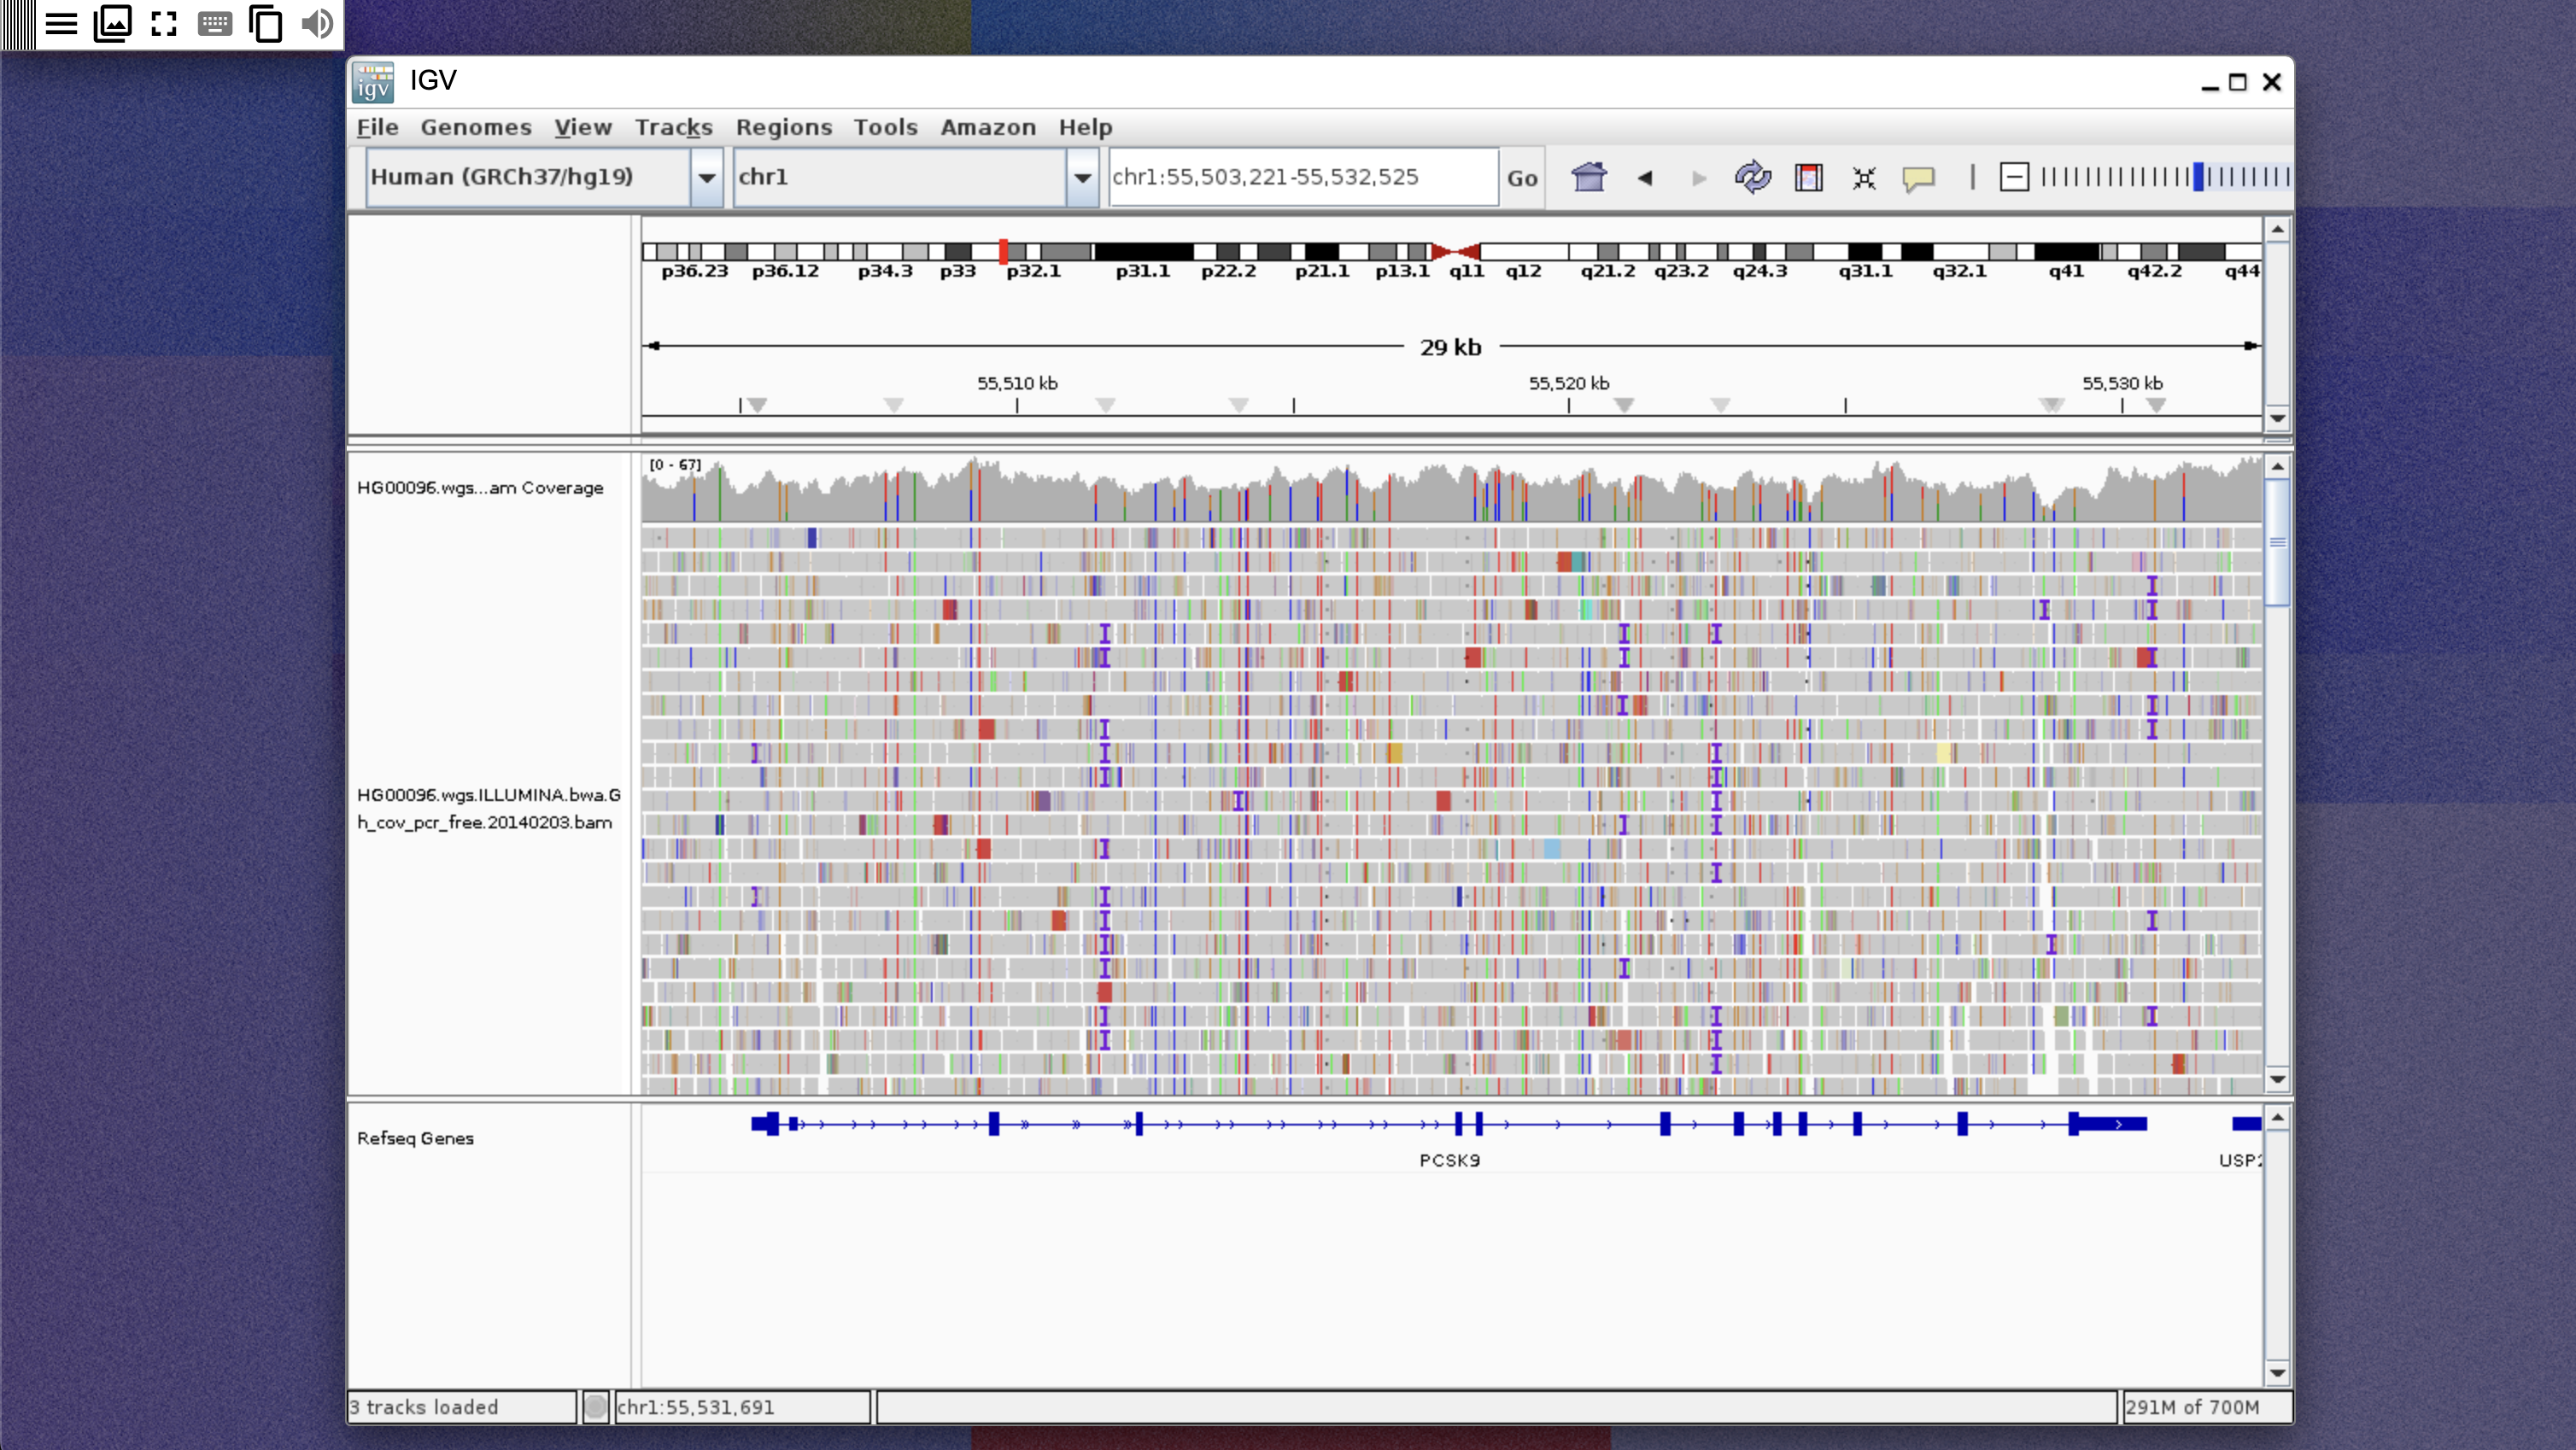 igv IGV
File Genomes View Tracks Regions Tools Amazon Help
Human (GRCh37/hg19) chr1 chr1:55,503,221-55,532,525 Go
p36.23 p36.12 p34.3 p33 p32.1 p31.1 p22.2 p21.1 p13.1 q11 q12 q21.2 q23.2 q24.3 q31.1 q32.1 q41 q42.2 q44
29 kb
55,510 kb 55,520 kb 55,530 kb
[0 - 67]
HG00096.wgs...am Coverage
HG00096.wgs.ILLUMINA.bwa.G
h_cov_pcr_free.20140203.bam
Refseq Genes
PCSK9 USP2
3 tracks loaded chr1:55,531,691 291M of 700M